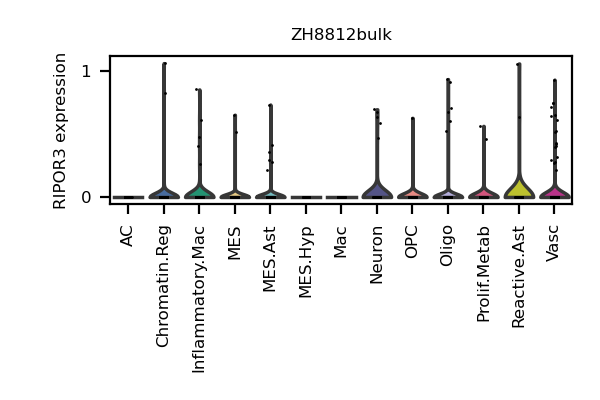 ZH8812bulk
RIPOR3 expression
1
0
AC
Chromatin.Reg
Inflammatory.Mac
MES
MES.Ast
MES.Hyp
Mac
Neuron
OPC
Oligo
Prolif.Metab
Reactive.Ast
Vasc